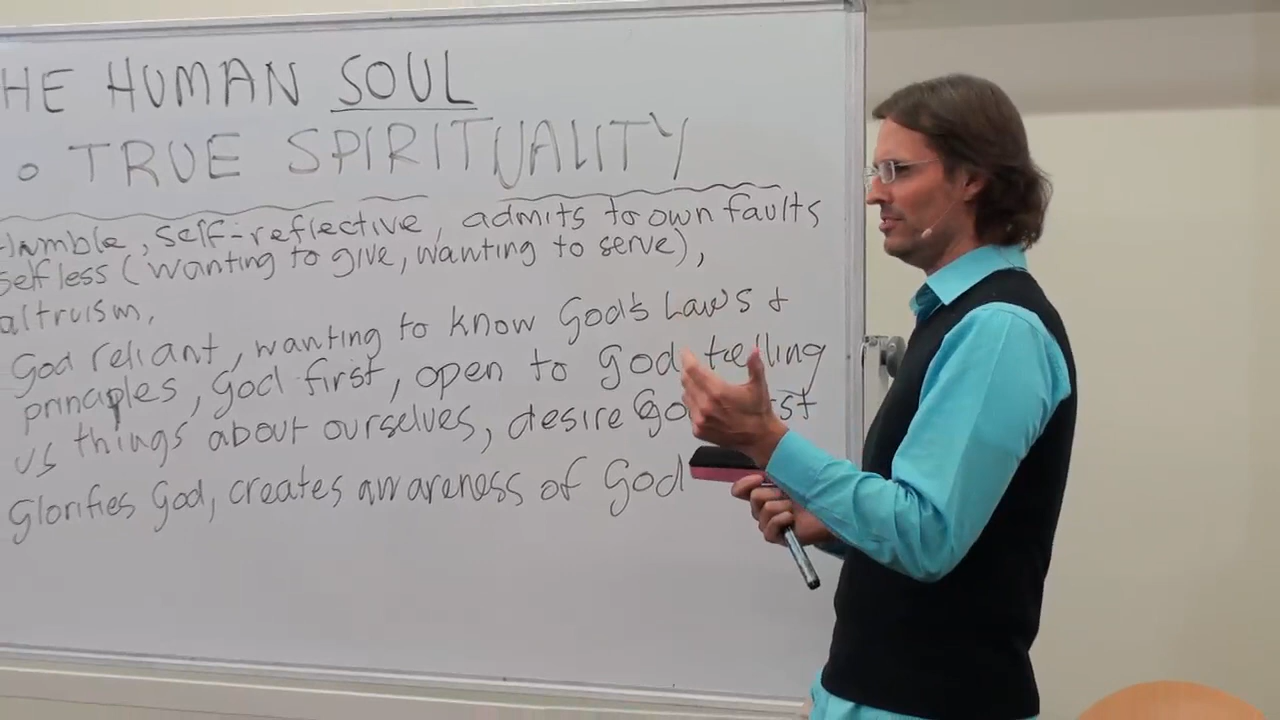 HE HUMAN SOUL
• TRUE SPIRITUALITY
Humble, self-reflective, admits to own faults
selfless (wanting to give, wanting to serve),
altruism,
God reliant, wanting to know God's Laws +
principles, God first, open to God telling
us things about ourselves, desire
Glorifies God, creates awareness of God